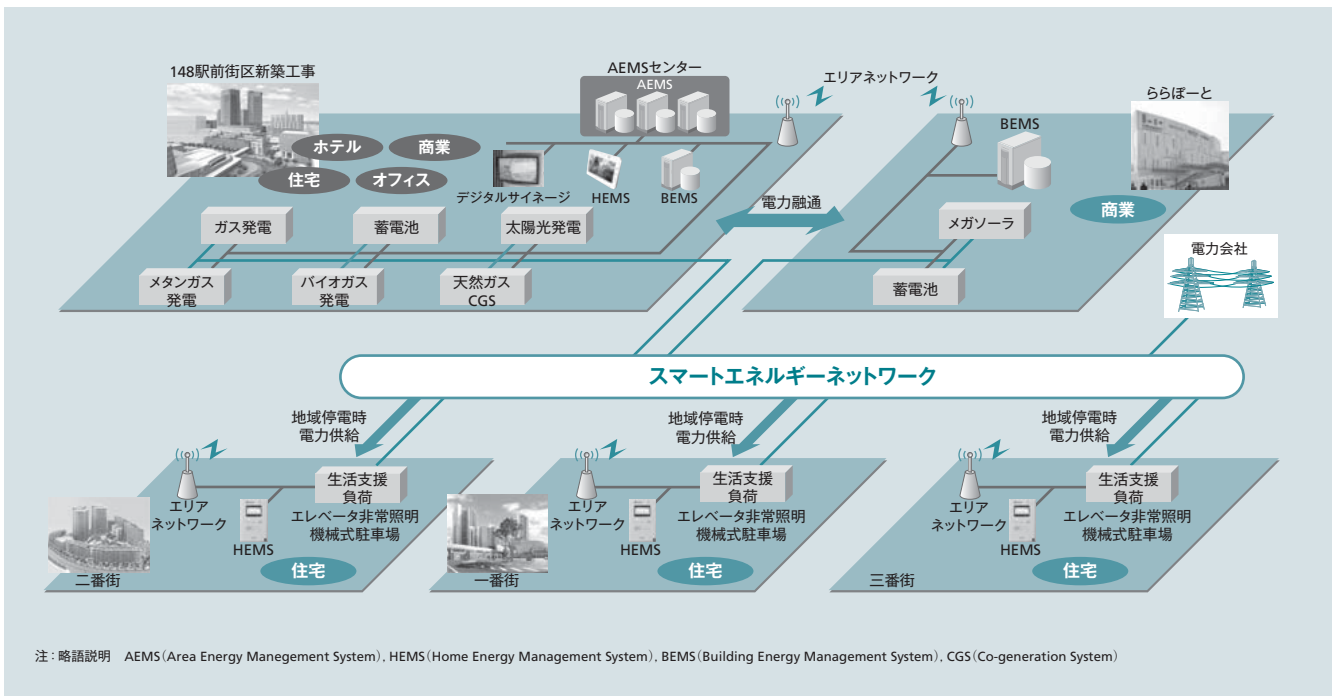 148駅前街区新築工事
AEMSセンター
AEMS
エリアネットワーク
ららぽーと
ホテル
商業
住宅
オフィス
デジタルサイネージ
HEMS
BEMS
BEMS
商業
ガス発電
蓄電池
太陽光発電
電力融通
メガソーラ
メタンガス
発電
バイオガス
発電
天然ガス
CGS
蓄電池
電力会社
スマートエネルギーネットワーク
地域停電時
電力供給
地域停電時
電力供給
地域停電時
電力供給
エリア
ネットワーク
HEMS
生活支援
負荷
エレベータ非常照明
機械式駐車場
住宅
二番街
エリア
ネットワーク
HEMS
生活支援
負荷
エレベータ非常照明
機械式駐車場
住宅
一番街
エリア
ネットワーク
HEMS
生活支援
負荷
エレベータ非常照明
機械式駐車場
住宅
三番街
注：略語説明　AEMS（Area Energy Manegement System），HEMS（Home Energy Management System），BEMS（Building Energy Management System），CGS（Co-generation System）